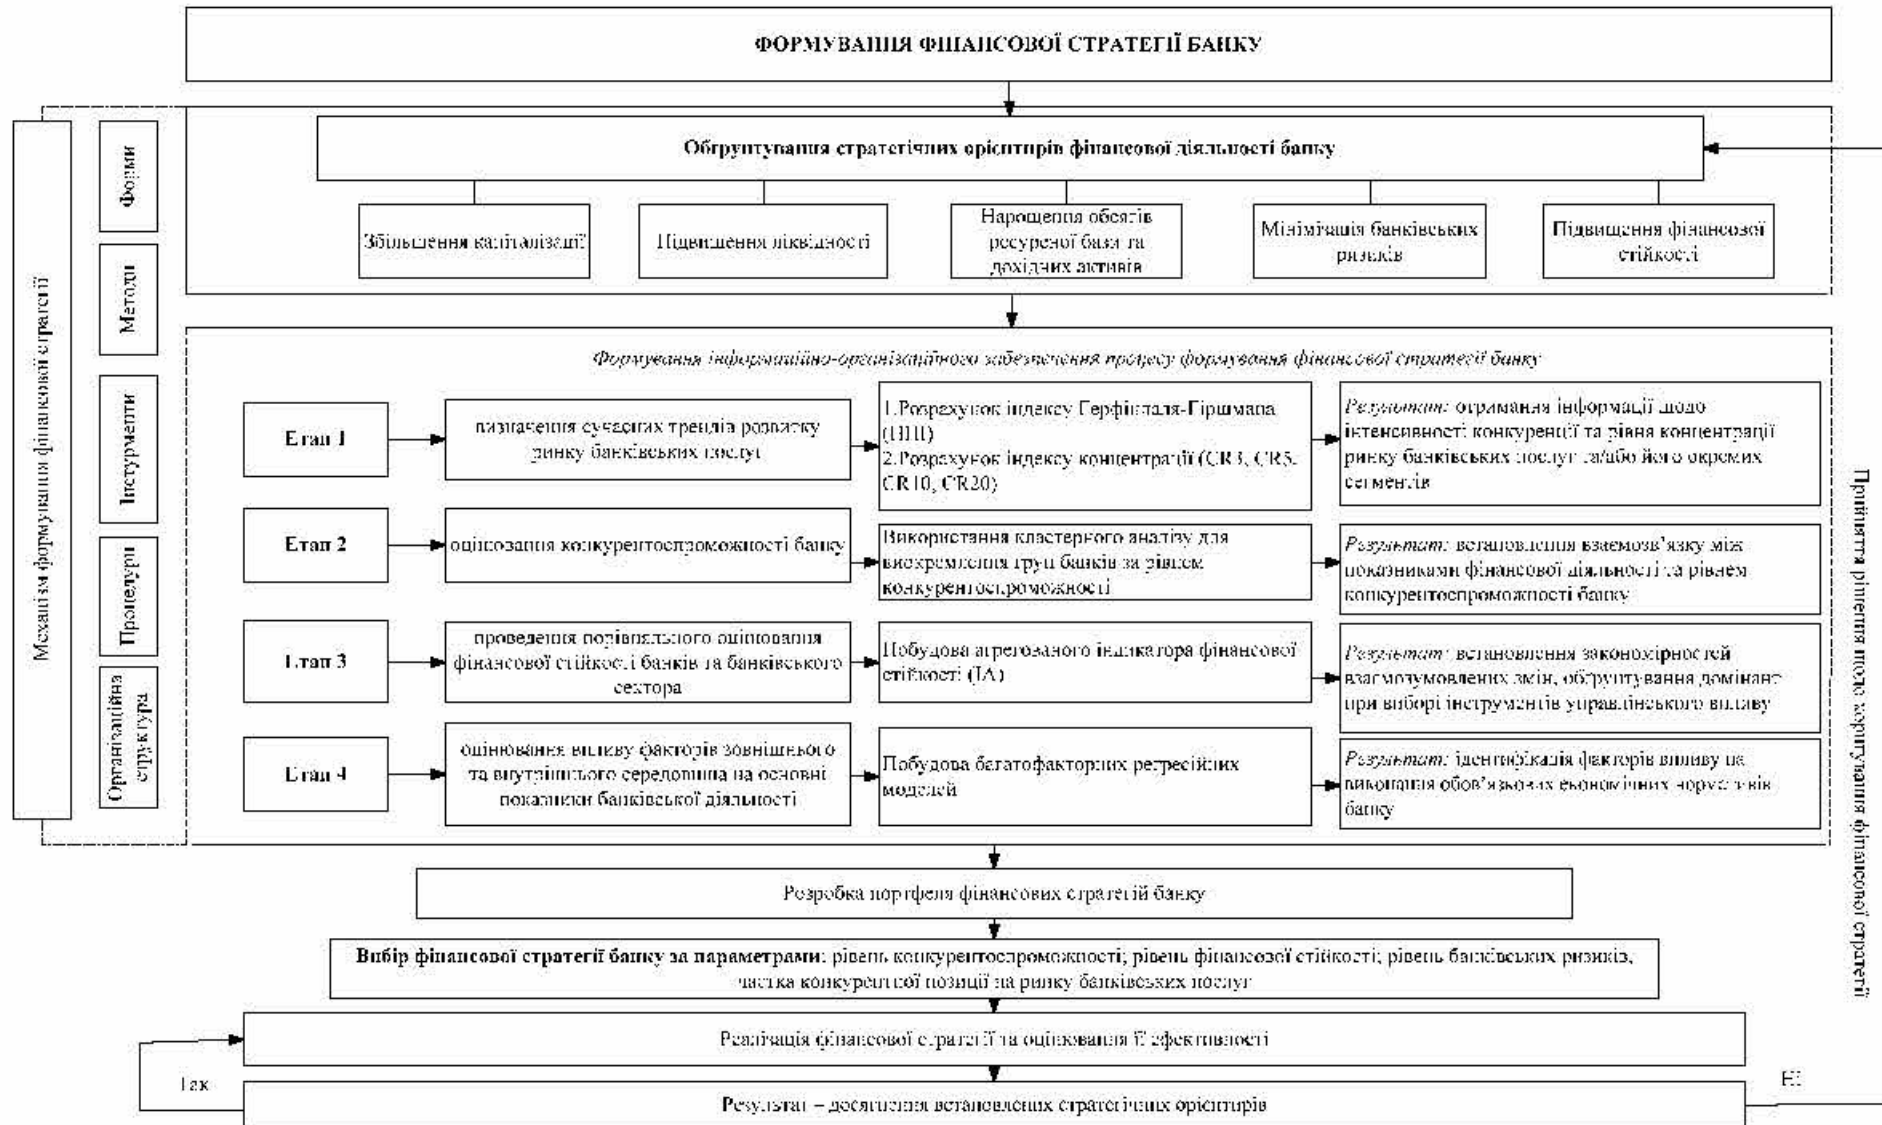 ФОРМУВАННЯ ФІНАНСОВОЇ СТРАТЕГІЇ БАНКУ
Механізм формування фінансової стратегії
Форми
Методи
Інструменти
Процедури
Організаційна
структура
Обґрунтування стратегічних орієнтирів фінансової діяльності банку
Збільшення капіталізації
Підвищення ліквідності
Нарощення обсягів
ресурсної бази та
дохідних активів
Мінімізація банківських
ризиків
Підвищення фінансової
стійкості
Формування інформаційно-організаційного забезпечення процесу формування фінансової стратегії банку
Етап 1
визначення сучасних трендів розвитку
ринку банківських послуг
1.Розрахунок індексу Герфіндаля-Гіршмана
(ННІ)
2.Розрахунок індексу концентрації (CR3, CR5,
CR10, CR20)
Результат: отримання інформації щодо
інтенсивності конкуренції та рівня концентрації
ринку банківських послуг та/або його окремих
сегментів
Етап 2
оцінювання конкурентоспроможності банку
Використання кластерного аналізу для
виокремлення груп банків за рівнем
конкурентоспроможності
Результат: встановлення взаємозв’язку між
показниками фінансової діяльності та рівнем
конкурентоспроможності банку
Етап 3
проведення порівняльного оцінювання
фінансової стійкості банків та банківського
сектора
Побудова агрегованого індикатора фінансової
стійкості (ІА)
Результат: встановлення закономірностей
взаємозумовлених змін, обґрунтування домінант
при виборі інструментів управлінського впливу
Етап 4
оцінювання впливу факторів зовнішнього
та внутрішнього середовища на основні
показники банківської діяльності
Побудова багатофакторних регресійних
моделей
Результат: ідентифікація факторів впливу на
виконання обов’язкових економічних нормативів
банку
Прийняття рішення щодо коригування фінансової стратегії
Розробка портфеля фінансових стратегій банку
Вибір фінансової стратегії банку за параметрами: рівень конкурентоспроможності; рівень фінансової стійкості; рівень банківських ризиків,
частка конкурентної позиції на ринку банківських послуг
Реалізація фінансової стратегії та оцінювання її ефективності
Так
Ні
Результат – досягнення встановлених стратегічних орієнтирів